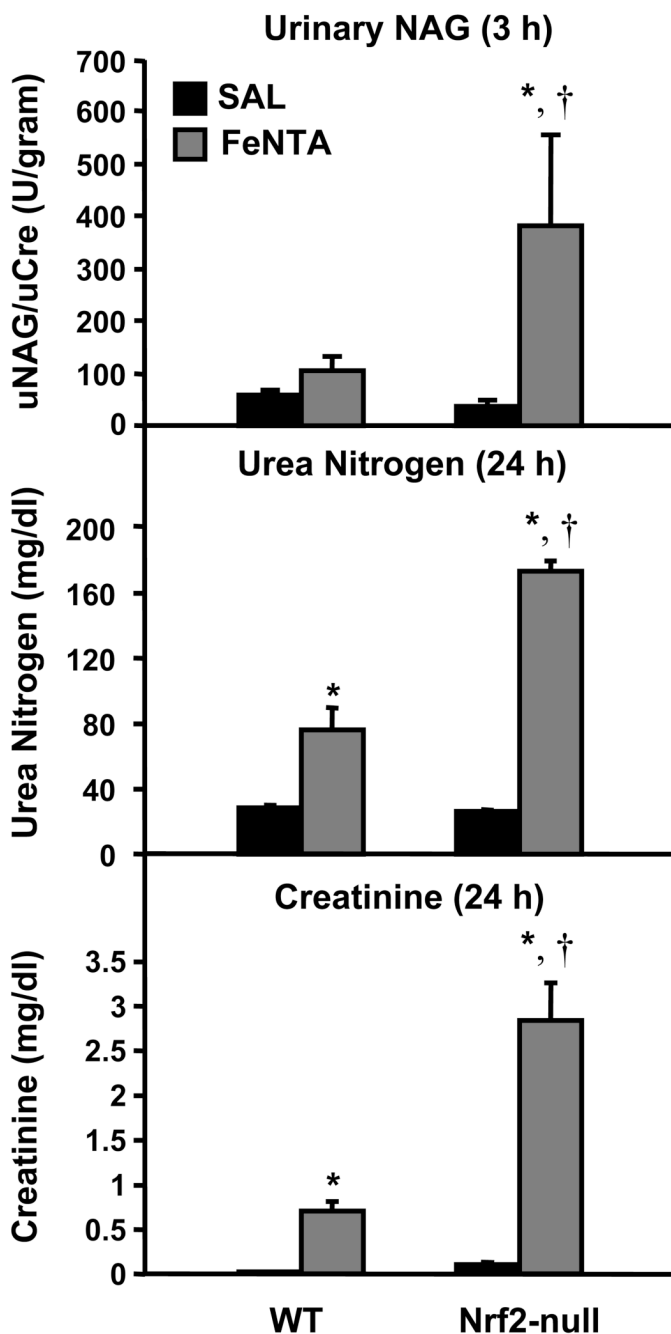 Urinary NAG (3 h)
uNAG/uCre (U/gram)
700
600
500
400
300
200
100
0
SAL
FeNTA
*, †
Urea Nitrogen (24 h)
Urea Nitrogen (mg/dl)
200
160
120
80
40
0
*
*, †
Creatinine (24 h)
Creatinine (mg/dl)
3.5
3
2.5
2
1.5
1
0.5
0
*
*, †
WT
Nrf2-null